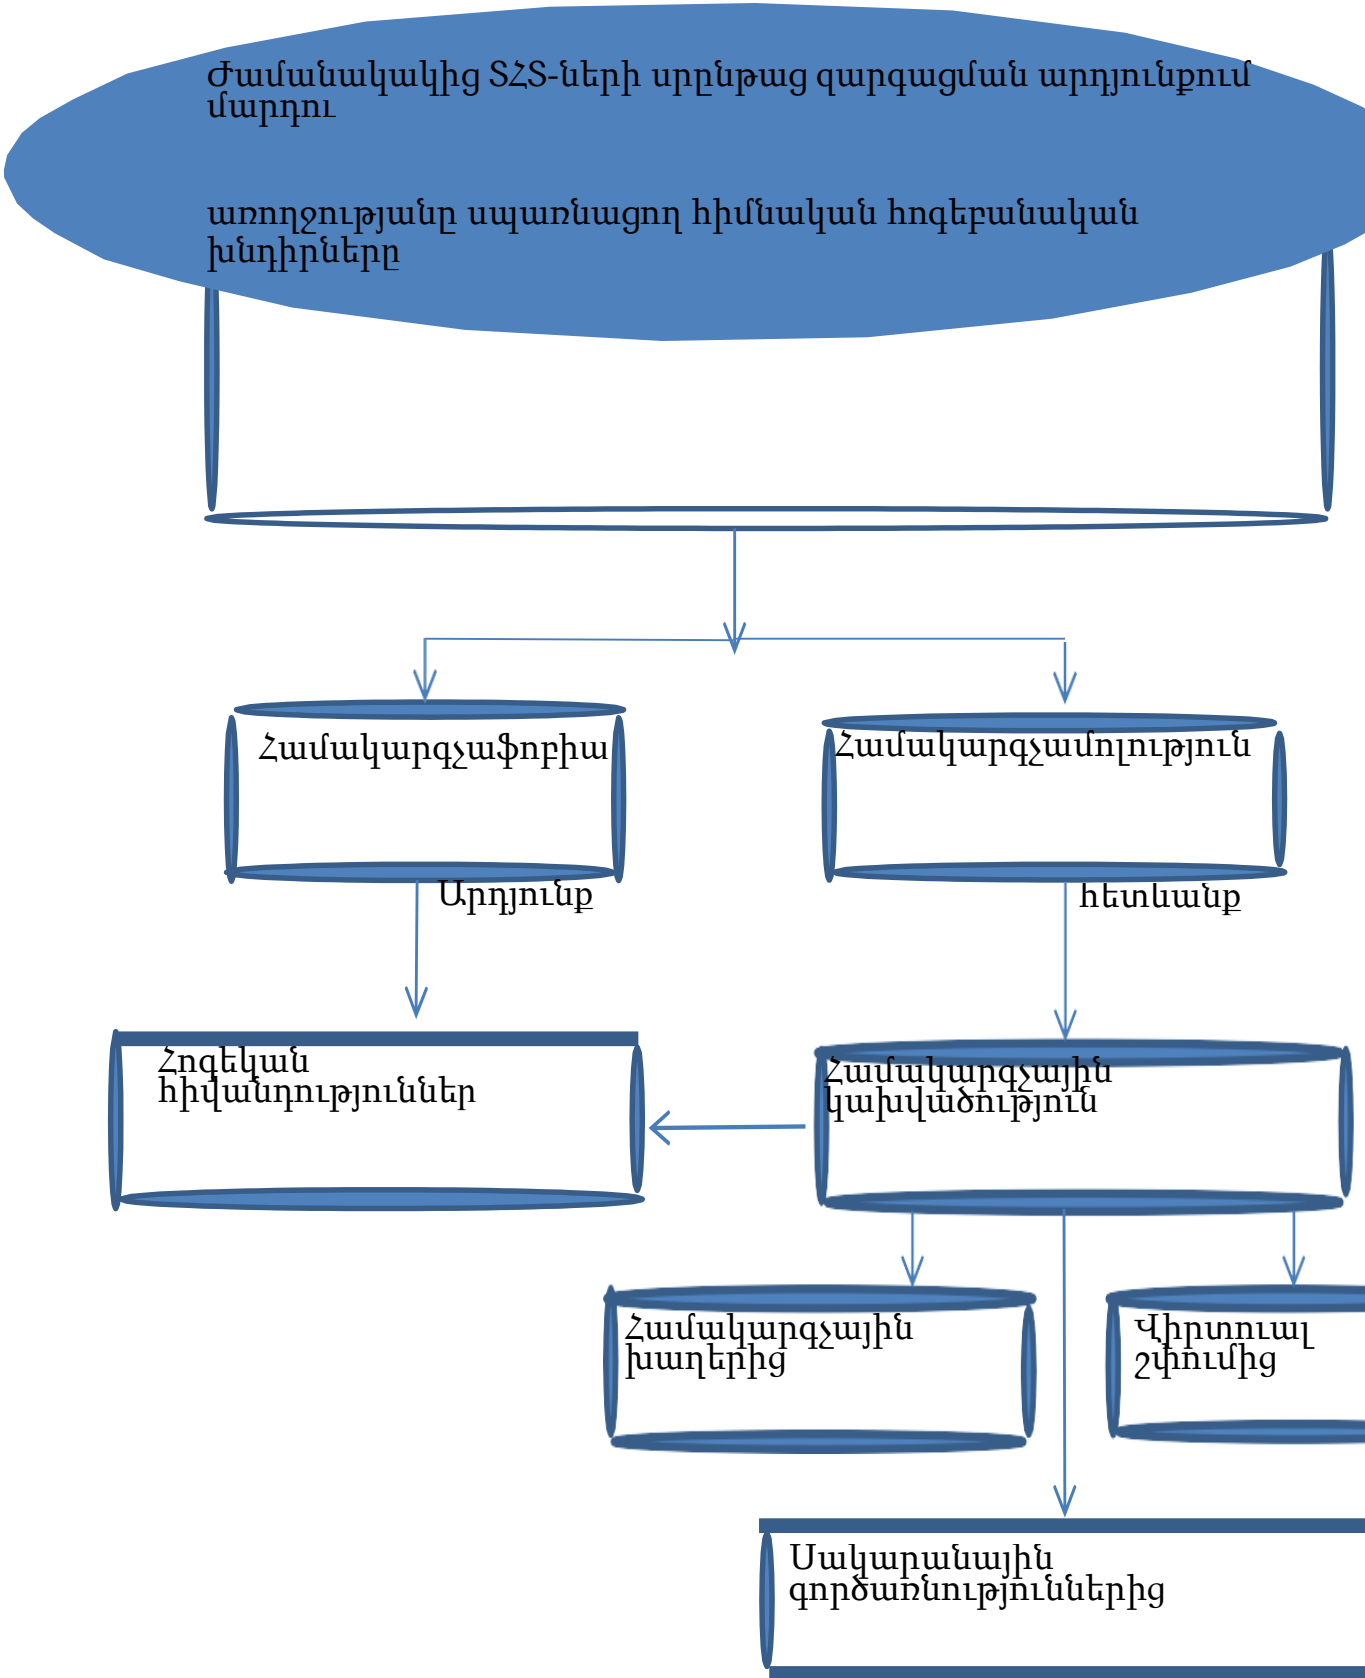 Ժամանակակից ՏՀՏ-ների սրընթաց զարգացման արդյունքում
մարդու
առողջությանը սպառնացող հիմնական հոգեբանական
խնդիրները
Համակարգչաֆոբիա
Համակարգչամոլություն
Արդյունք
հետևանք
Հոգեկան
հիվանդություններ
Համակարգչային
կախվածություն
Համակարգչային
խաղերից
Վիրտուալ
շփումից
Սակարանային
գործառնություններից